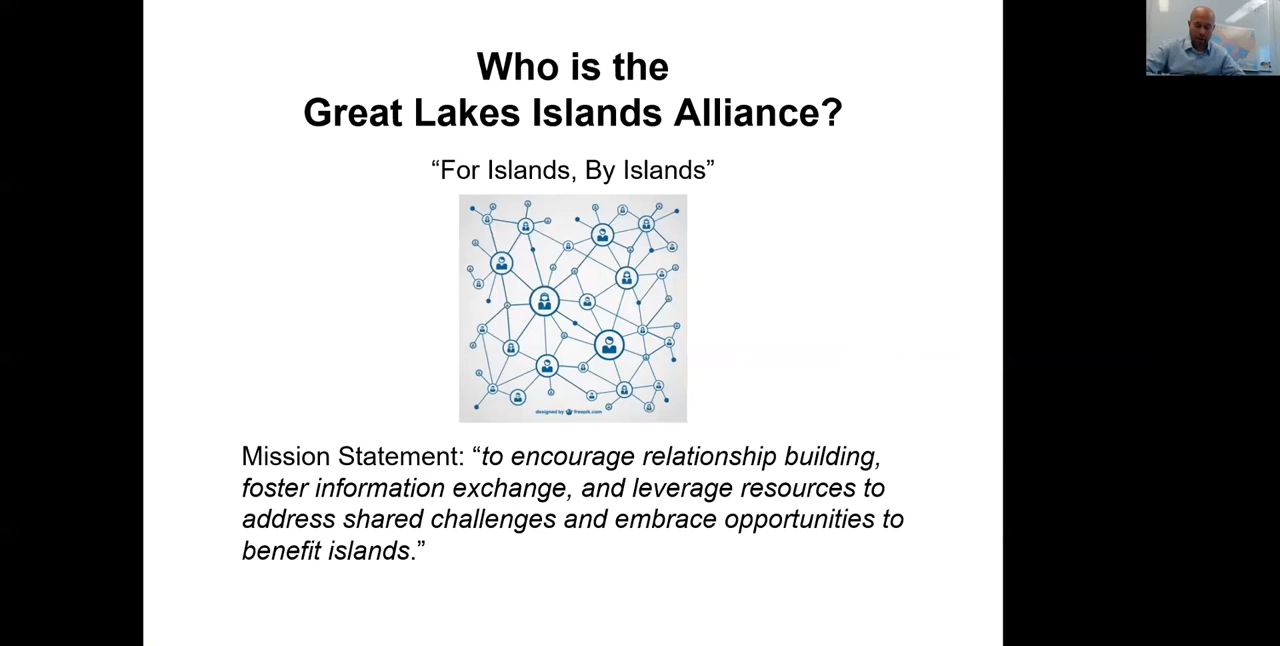 Who is the
Great Lakes Islands Alliance?
“For Islands, By Islands”
designed by freepik.com
Mission Statement: “to encourage relationship building,
foster information exchange, and leverage resources to
address shared challenges and embrace opportunities to
benefit islands.”